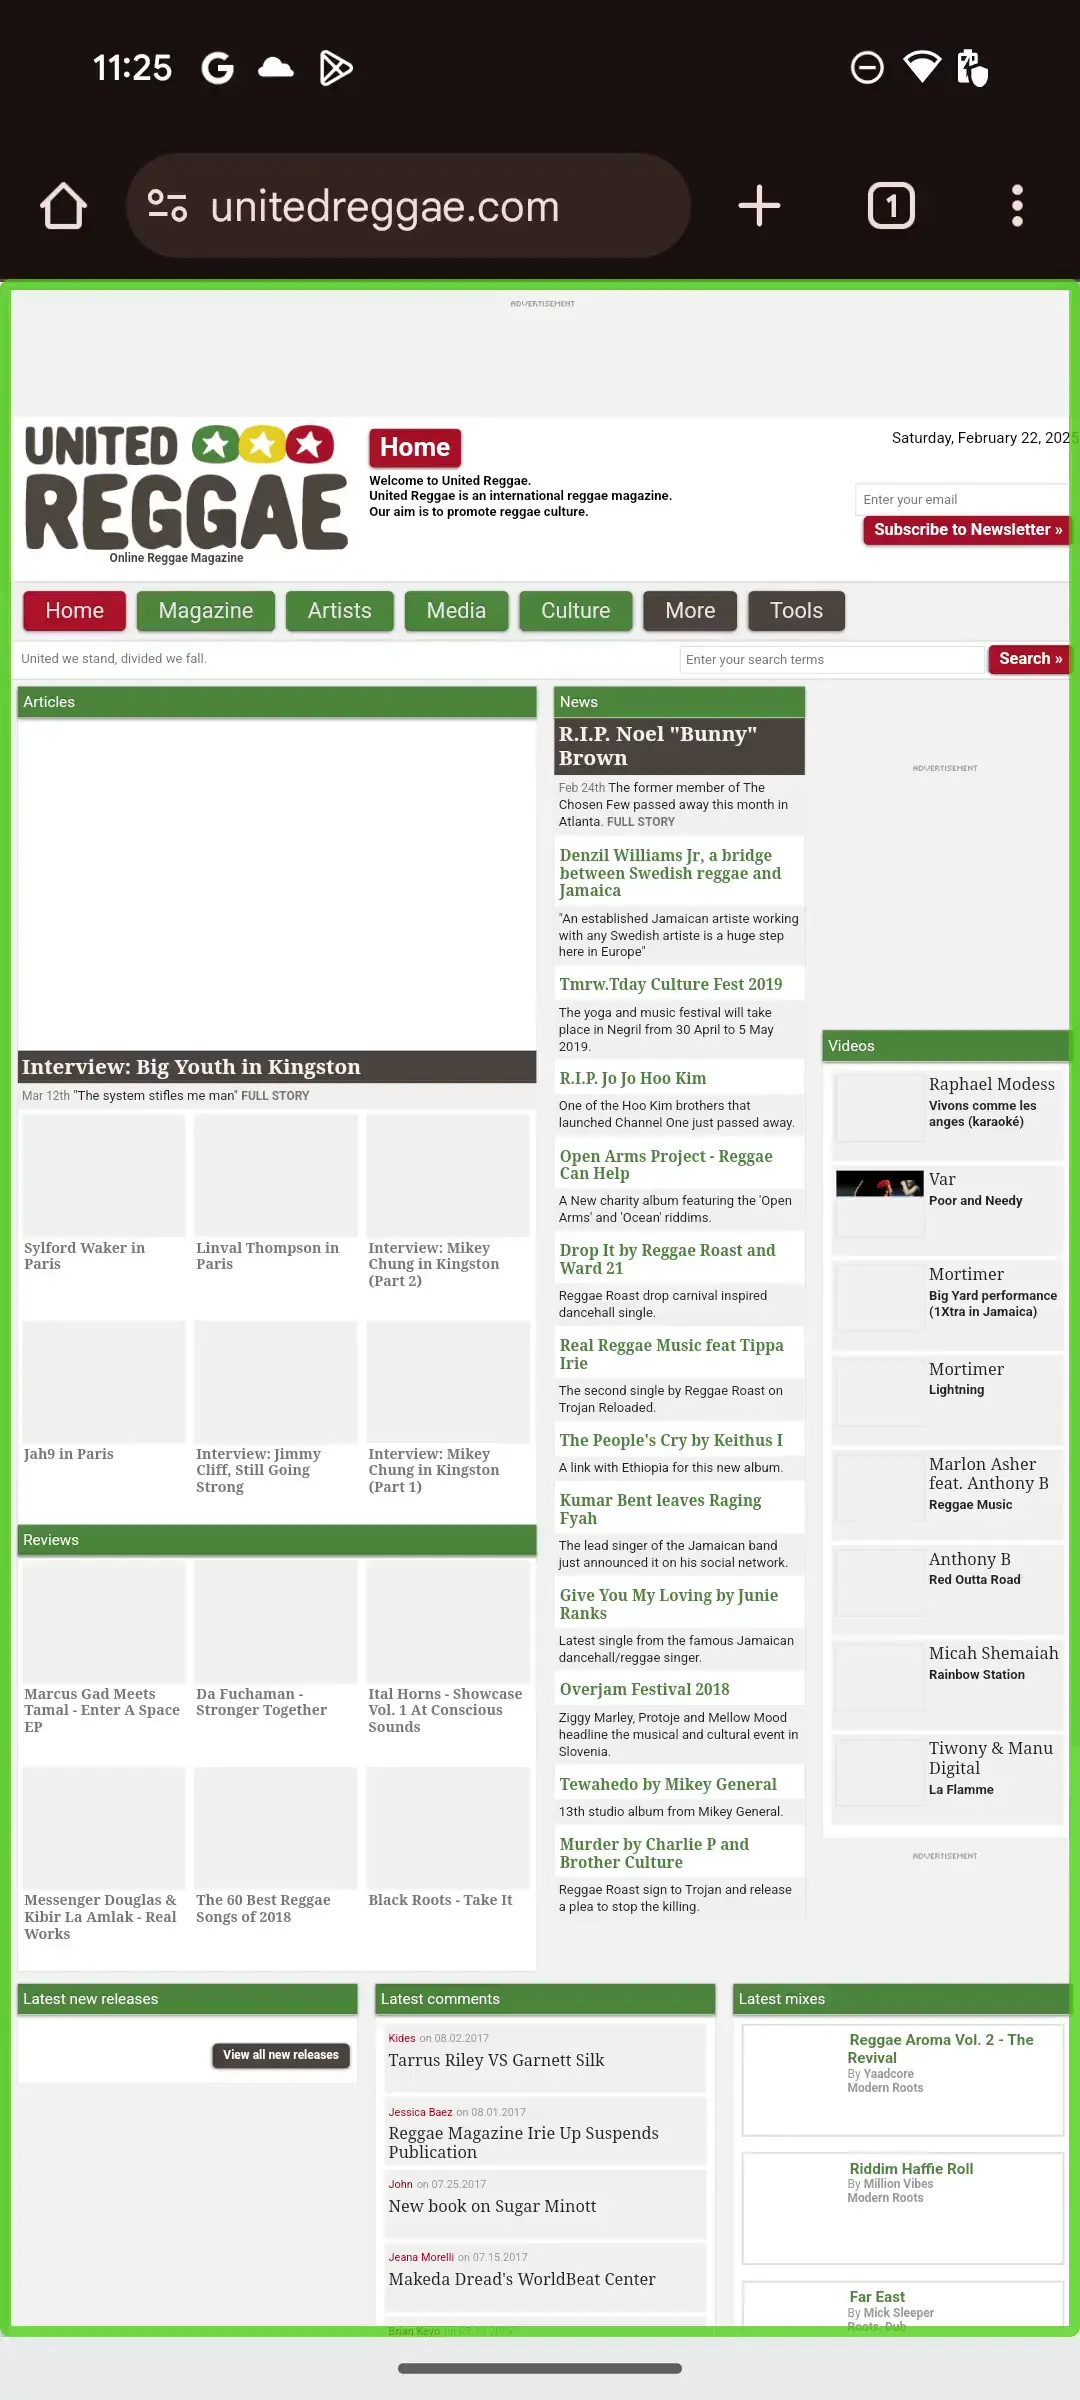 11:25
unitedreggae.com
1
ADVERTISEMENT
UNITED
REGGAE
Online Reggae Magazine
Home
Welcome to United Reggae.
United Reggae is an international reggae magazine.
Our aim is to promote reggae culture.
Saturday, February 22, 2025
Enter your email
Subscribe to Newsletter »
Home
Magazine
Artists
Media
Culture
More
Tools
United we stand, divided we fall.
Enter your search terms
Search »
Articles
Interview: Big Youth in Kingston
Mar 12th "The system stifles me man" FULL STORY
Sylford Waker in
Paris
Linval Thompson in
Paris
Interview: Mikey
Chung in Kingston
(Part 2)
Jah9 in Paris
Interview: Jimmy
Cliff, Still Going
Strong
Interview: Mikey
Chung in Kingston
(Part 1)
Reviews
Marcus Gad Meets
Tamal - Enter A Space
EP
Da Fuchaman -
Stronger Together
Ital Horns - Showcase
Vol. 1 At Conscious
Sounds
Messenger Douglas &
Kibir La Amlak - Real
Works
The 60 Best Reggae
Songs of 2018
Black Roots - Take It
News
R.I.P. Noel "Bunny"
Brown
Feb 24th The former member of The
Chosen Few passed away this month in
Atlanta. FULL STORY
Denzil Williams Jr, a bridge
between Swedish reggae and
Jamaica
"An established Jamaican artiste working
with any Swedish artiste is a huge step
here in Europe"
Tmrw.Tday Culture Fest 2019
The yoga and music festival will take
place in Negril from 30 April to 5 May
2019.
R.I.P. Jo Jo Hoo Kim
One of the Hoo Kim brothers that
launched Channel One just passed away.
Open Arms Project - Reggae
Can Help
A New charity album featuring the 'Open
Arms' and 'Ocean' riddims.
Drop It by Reggae Roast and
Ward 21
Reggae Roast drop carnival inspired
dancehall single.
Real Reggae Music feat Tippa
Irie
The second single by Reggae Roast on
Trojan Reloaded.
The People's Cry by Keithus I
A link with Ethiopia for this new album.
Kumar Bent leaves Raging
Fyah
The lead singer of the Jamaican band
just announced it on his social network.
Give You My Loving by Junie
Ranks
Latest single from the famous Jamaican
dancehall/reggae singer.
Overjam Festival 2018
Ziggy Marley, Protoje and Mellow Mood
headline the musical and cultural event in
Slovenia.
Tewahedo by Mikey General
13th studio album from Mikey General.
Murder by Charlie P and
Brother Culture
Reggae Roast sign to Trojan and release
a plea to stop the killing.
ADVERTISEMENT
Videos
Raphael Modess
Vivons comme les
anges (karaoké)
Var
Poor and Needy
Mortimer
Big Yard performance
(1Xtra in Jamaica)
Mortimer
Lightning
Marlon Asher
feat. Anthony B
Reggae Music
Anthony B
Red Outta Road
Micah Shemaiah
Rainbow Station
Tiwony & Manu
Digital
La Flamme
ADVERTISEMENT
Latest new releases
View all new releases
Latest comments
Kides on 08.02.2017
Tarrus Riley VS Garnett Silk
Jessica Baez on 08.01.2017
Reggae Magazine Irie Up Suspends
Publication
John on 07.25.2017
New book on Sugar Minott
Jeana Morelli on 07.15.2017
Makeda Dread's WorldBeat Center
Brian Keyo on
Latest mixes
Reggae Aroma Vol. 2 - The
Revival
By Yaadcore
Modern Roots
Riddim Haffie Roll
By Million Vibes
Modern Roots
Far East
By Mick Sleeper
Roots, Dub